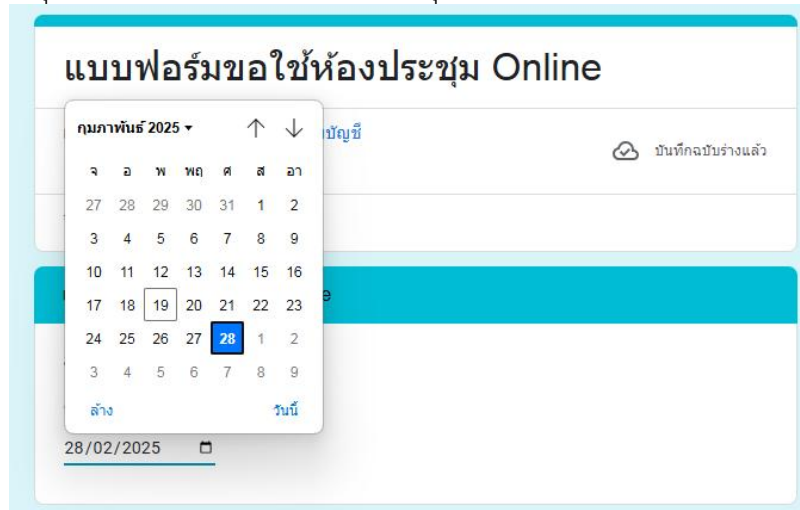 แบบฟอร์มขอใช้ห้องประชุม Online
บัญชี
บันทึกฉบับร่างแล้ว
กุมภาพันธ์ 2025
จ อ พ พฤ ศ ส อา
27 28 29 30 31 1 2
3 4 5 6 7 8 9
10 11 12 13 14 15 16
17 18 19 20 21 22 23
24 25 26 27 28 1 2
3 4 5 6 7 8 9
ล้าง วันนี้
28/02/2025